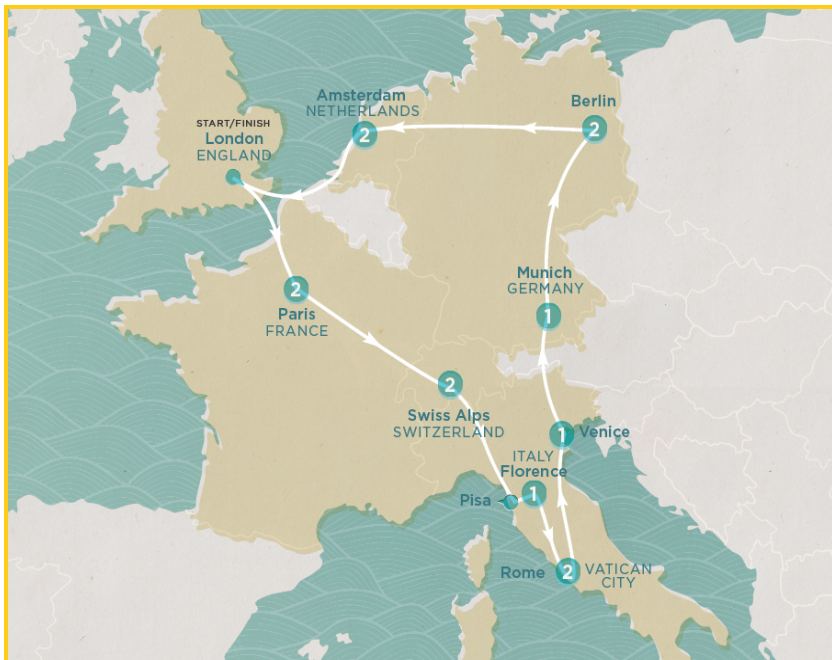 START/FINISH
London
ENGLAND
Amsterdam
NETHERLANDS
2
Berlin
2
2
Paris
FRANCE
Munich
GERMANY
1
2
Swiss Alps
SWITZERLAND
1
Venice
ITALY
Florence
Pisa
1
Rome
2
VATICAN
CITY